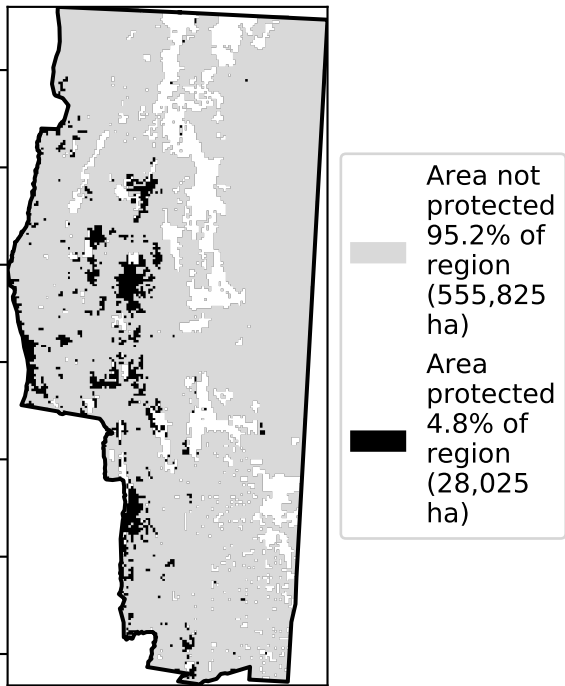 Area not
protected
95.2% of
region
(555,825
ha)
Area
protected
4.8% of
region
(28,025
ha)